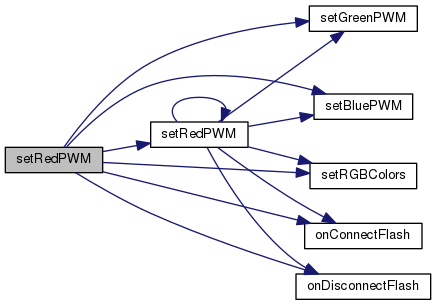 setGreenPWM
setBluePWM
setRedPWM
setRedPWM
setRGBColors
onConnectFlash
onDisconnectFlash